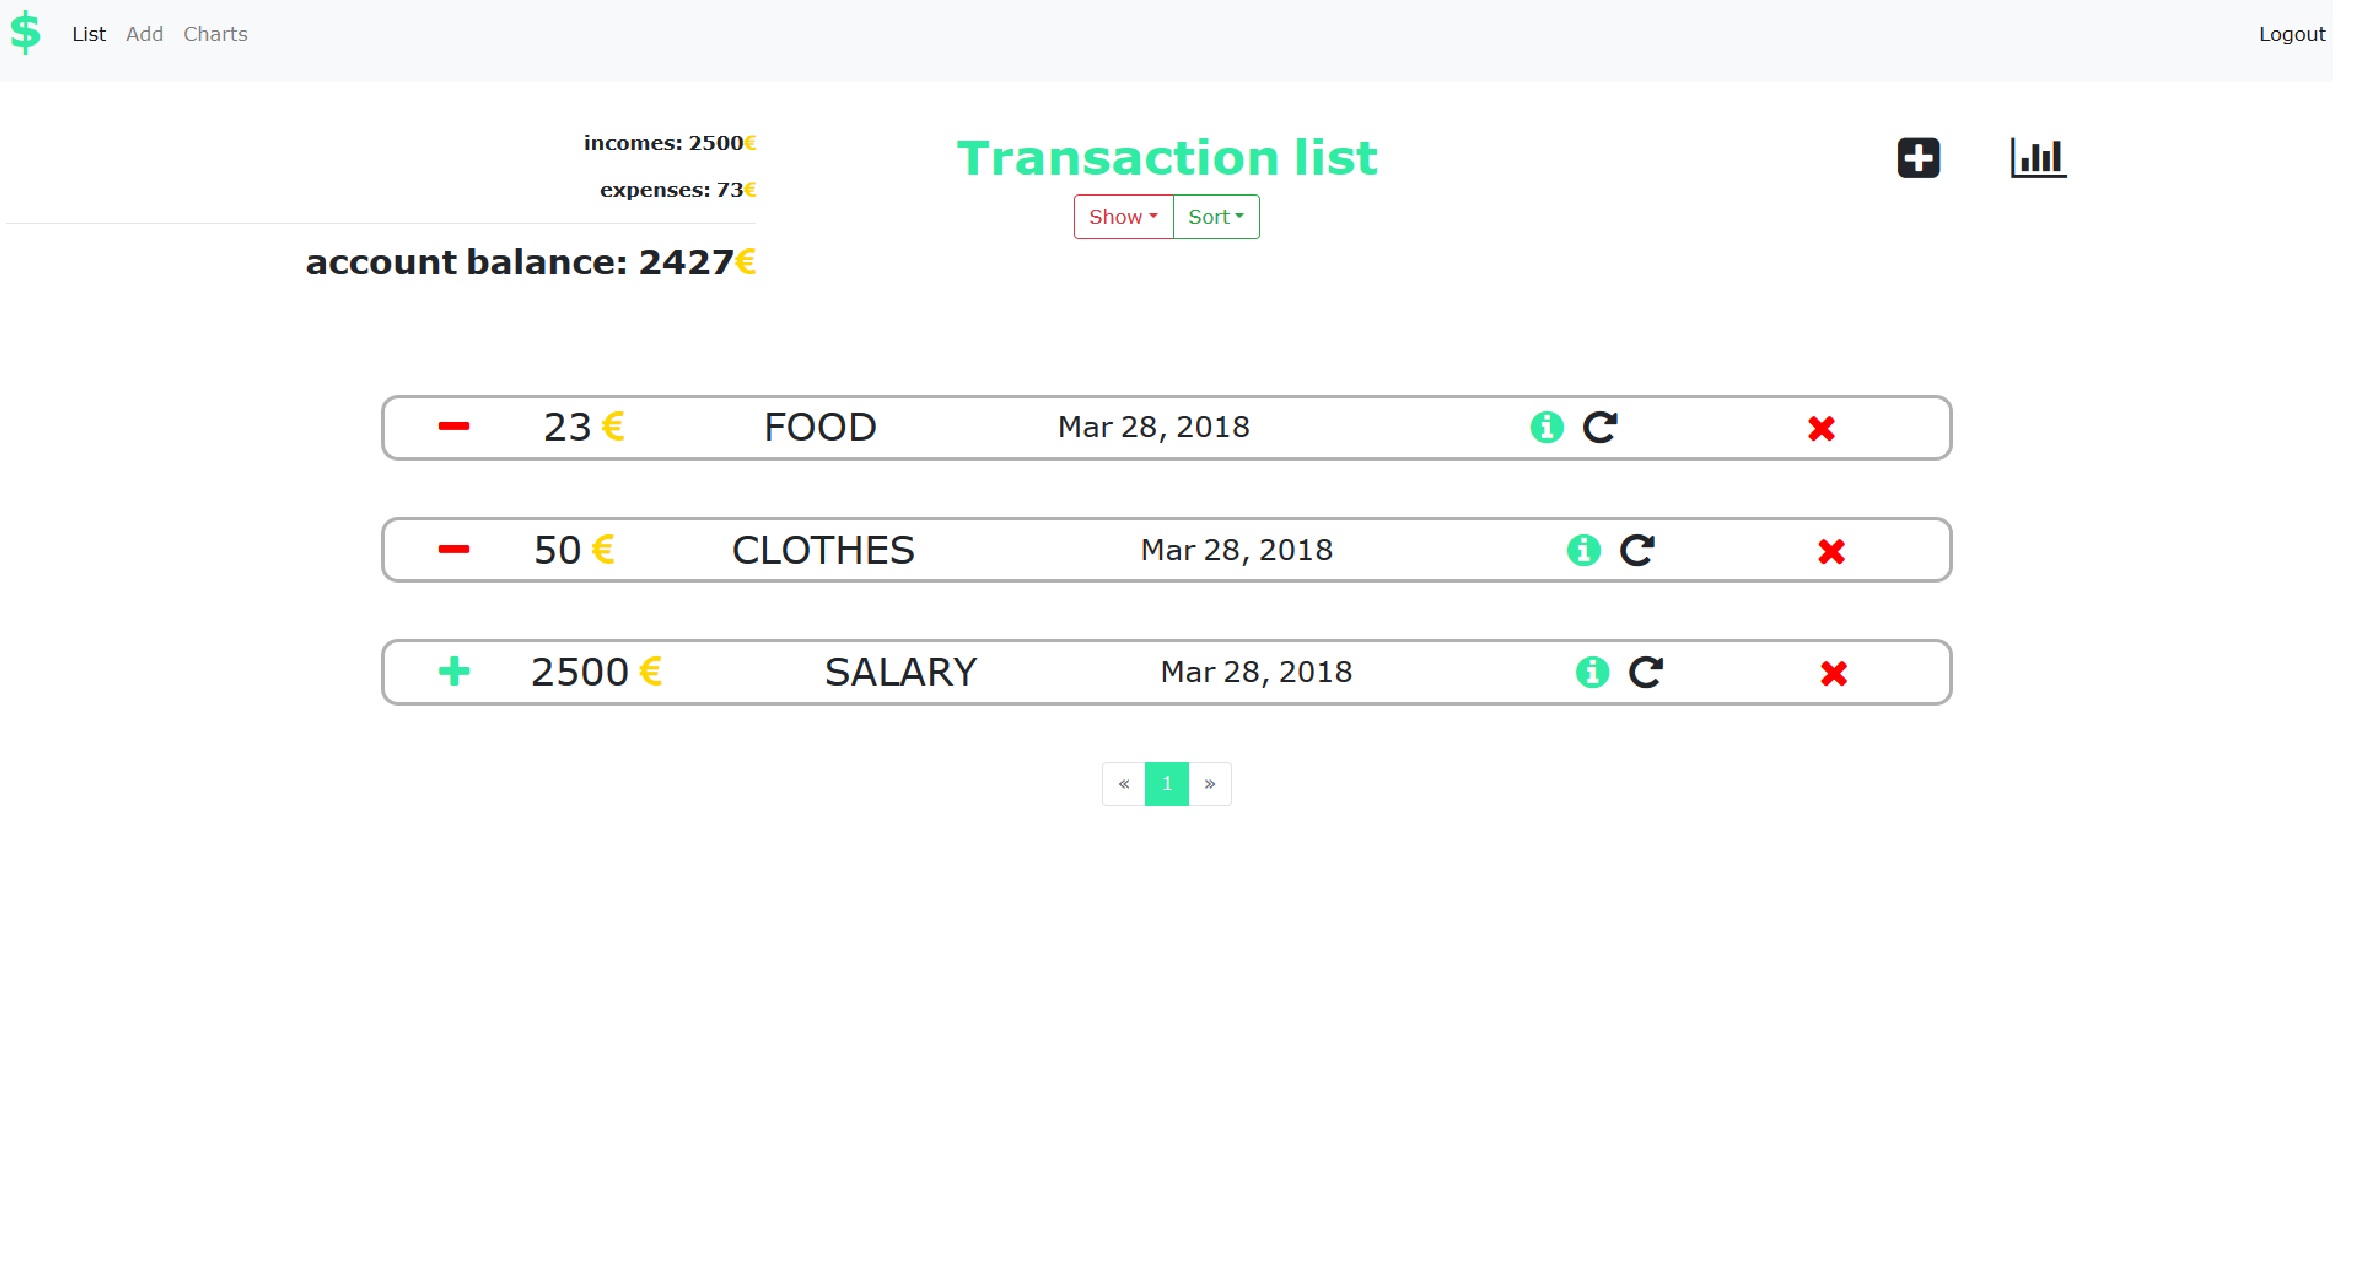 $ List Add Charts Logout
incomes: 2500€
expenses: 73€
account balance: 2427€
Transaction list
Show Sort
23 € FOOD Mar 28, 2018
50 € CLOTHES Mar 28, 2018
2500 € SALARY Mar 28, 2018
« 1 »